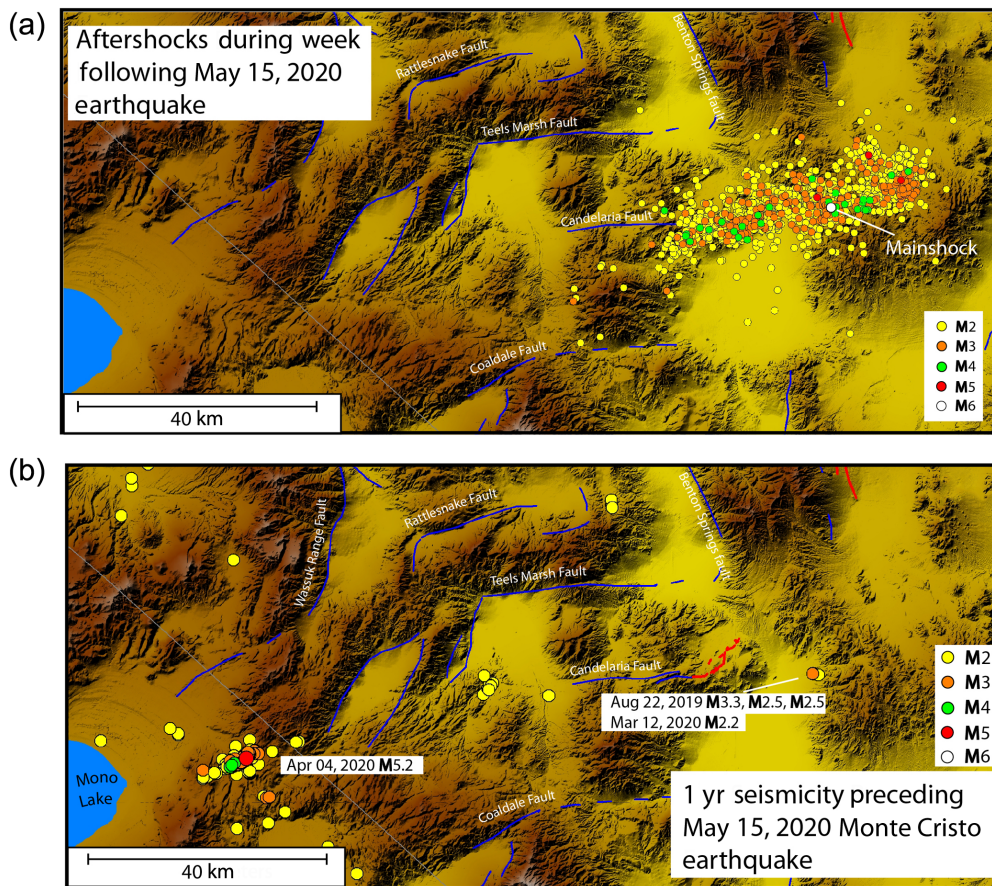 (a)
Aftershocks during week
following May 15, 2020
earthquake
Rattlesnake Fault
Benton Springs fault
Teels Marsh Fault
Candelaria Fault
Mainshock
Coaldale Fault
M2
M3
M4
M5
M6
40 km
(b)
Wassuk Range Fault
Rattlesnake Fault
Benton Springs fault
Teels Marsh Fault
Candelaria Fault
Aug 22, 2019 M3.3, M2.5, M2.5
Mar 12, 2020 M2.2
M2
M3
M4
M5
M6
Apr 04, 2020 M5.2
Mono
Lake
Coaldale Fault
1 yr seismicity preceding
May 15, 2020 Monte Cristo
earthquake
40 km